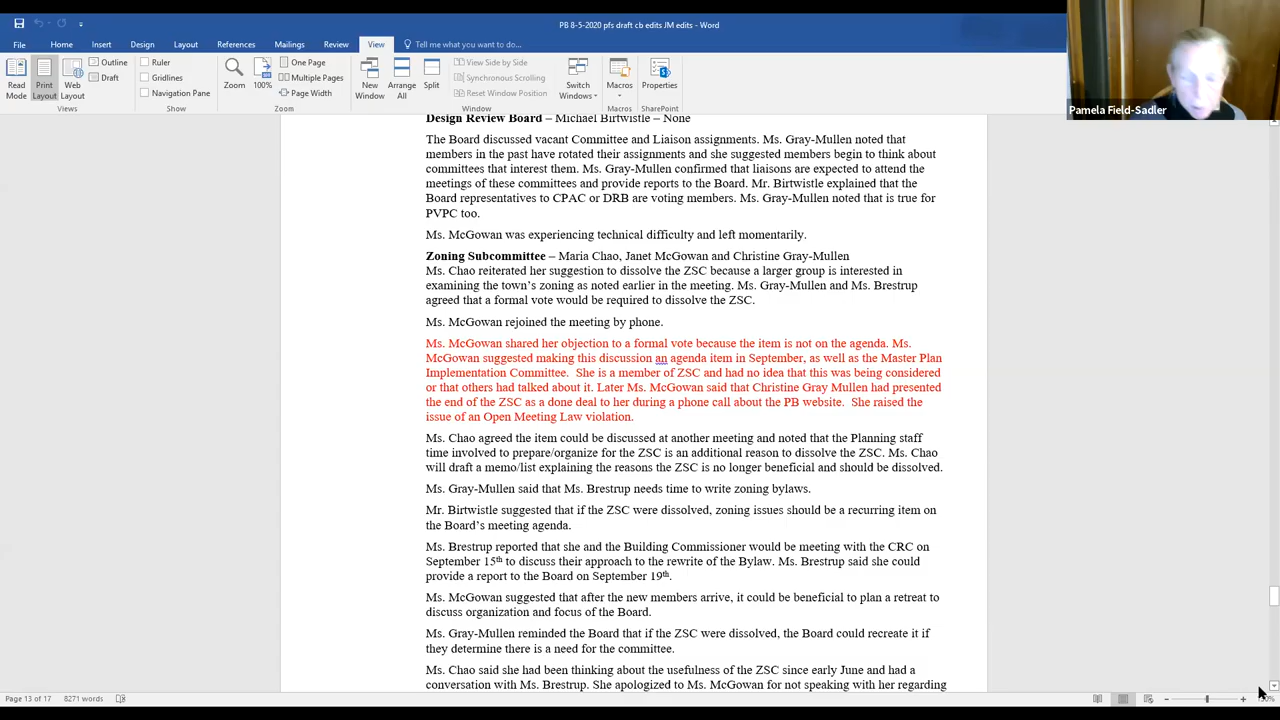 PB 8-5-2020 pfs draft cb edits JM edits - Word
File Home Insert Design Layout References Mailings Review View Tell me what you want to do...
Read Mode
Print Layout
Web Layout
Outline
Draft
Views
Ruler
Gridlines
Navigation Pane
Show
Zoom
100%
One Page
Multiple Pages
Page Width
Zoom
New Window
Arrange All
Split
View Side by Side
Synchronous Scrolling
Reset Window Position
Window
Switch Windows
Macros
Macros
Properties
SharePoint
Pamela Field-Sadler
Design Review Board – Michael Birtwistle – None
The Board discussed vacant Committee and Liaison assignments. Ms. Gray-Mullen noted that
members in the past have rotated their assignments and she suggested members begin to think about
committees that interest them. Ms. Gray-Mullen confirmed that liaisons are expected to attend the
meetings of these committees and provide reports to the Board. Mr. Birtwistle explained that the
Board representatives to CPAC or DRB are voting members. Ms. Gray-Mullen noted that is true for
PVPC too.
Ms. McGowan was experiencing technical difficulty and left momentarily.
Zoning Subcommittee – Maria Chao, Janet McGowan and Christine Gray-Mullen
Ms. Chao reiterated her suggestion to dissolve the ZSC because a larger group is interested in
examining the town's zoning as noted earlier in the meeting. Ms. Gray-Mullen and Ms. Brestrup
agreed that a formal vote would be required to dissolve the ZSC.
Ms. McGowan rejoined the meeting by phone.
Ms. McGowan shared her objection to a formal vote because the item is not on the agenda. Ms.
McGowan suggested making this discussion an agenda item in September, as well as the Master Plan
Implementation Committee. She is a member of ZSC and had no idea that this was being considered
or that others had talked about it. Later Ms. McGowan said that Christine Gray Mullen had presented
the end of the ZSC as a done deal to her during a phone call about the PB website. She raised the
issue of an Open Meeting Law violation.
Ms. Chao agreed the item could be discussed at another meeting and noted that the Planning staff
time involved to prepare/organize for the ZSC is an additional reason to dissolve the ZSC. Ms. Chao
will draft a memo/list explaining the reasons the ZSC is no longer beneficial and should be dissolved.
Ms. Gray-Mullen said that Ms. Brestrup needs time to write zoning bylaws.
Mr. Birtwistle suggested that if the ZSC were dissolved, zoning issues should be a recurring item on
the Board's meeting agenda.
Ms. Brestrup reported that she and the Building Commissioner would be meeting with the CRC on
September 15th to discuss their approach to the rewrite of the Bylaw. Ms. Brestrup said she could
provide a report to the Board on September 19th.
Ms. McGowan suggested that after the new members arrive, it could be beneficial to plan a retreat to
discuss organization and focus of the Board.
Ms. Gray-Mullen reminded the Board that if the ZSC were dissolved, the Board could recreate it if
they determine there is a need for the committee.
Ms. Chao said she had been thinking about the usefulness of the ZSC since early June and had a
conversation with Ms. Brestrup. She apologized to Ms. McGowan for not speaking with her regarding
Page 13 of 17 8271 words